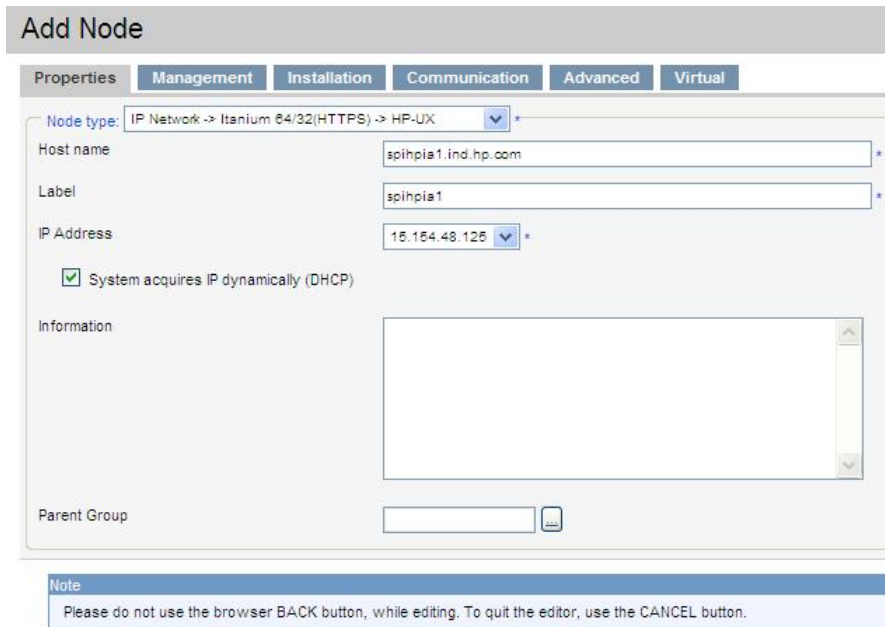 Add Node
Properties Management Installation Communication Advanced Virtual
Node type: IP Network -> Itanium 64/32(HTTPS) -> HP-UX *
Host name spihpia1.ind.hp.com *
Label spihpia1 *
IP Address 15.154.48.125 *
System acquires IP dynamically (DHCP)
Information
Parent Group ...
Note
Please do not use the browser BACK button, while editing. To quit the editor, use the CANCEL button.